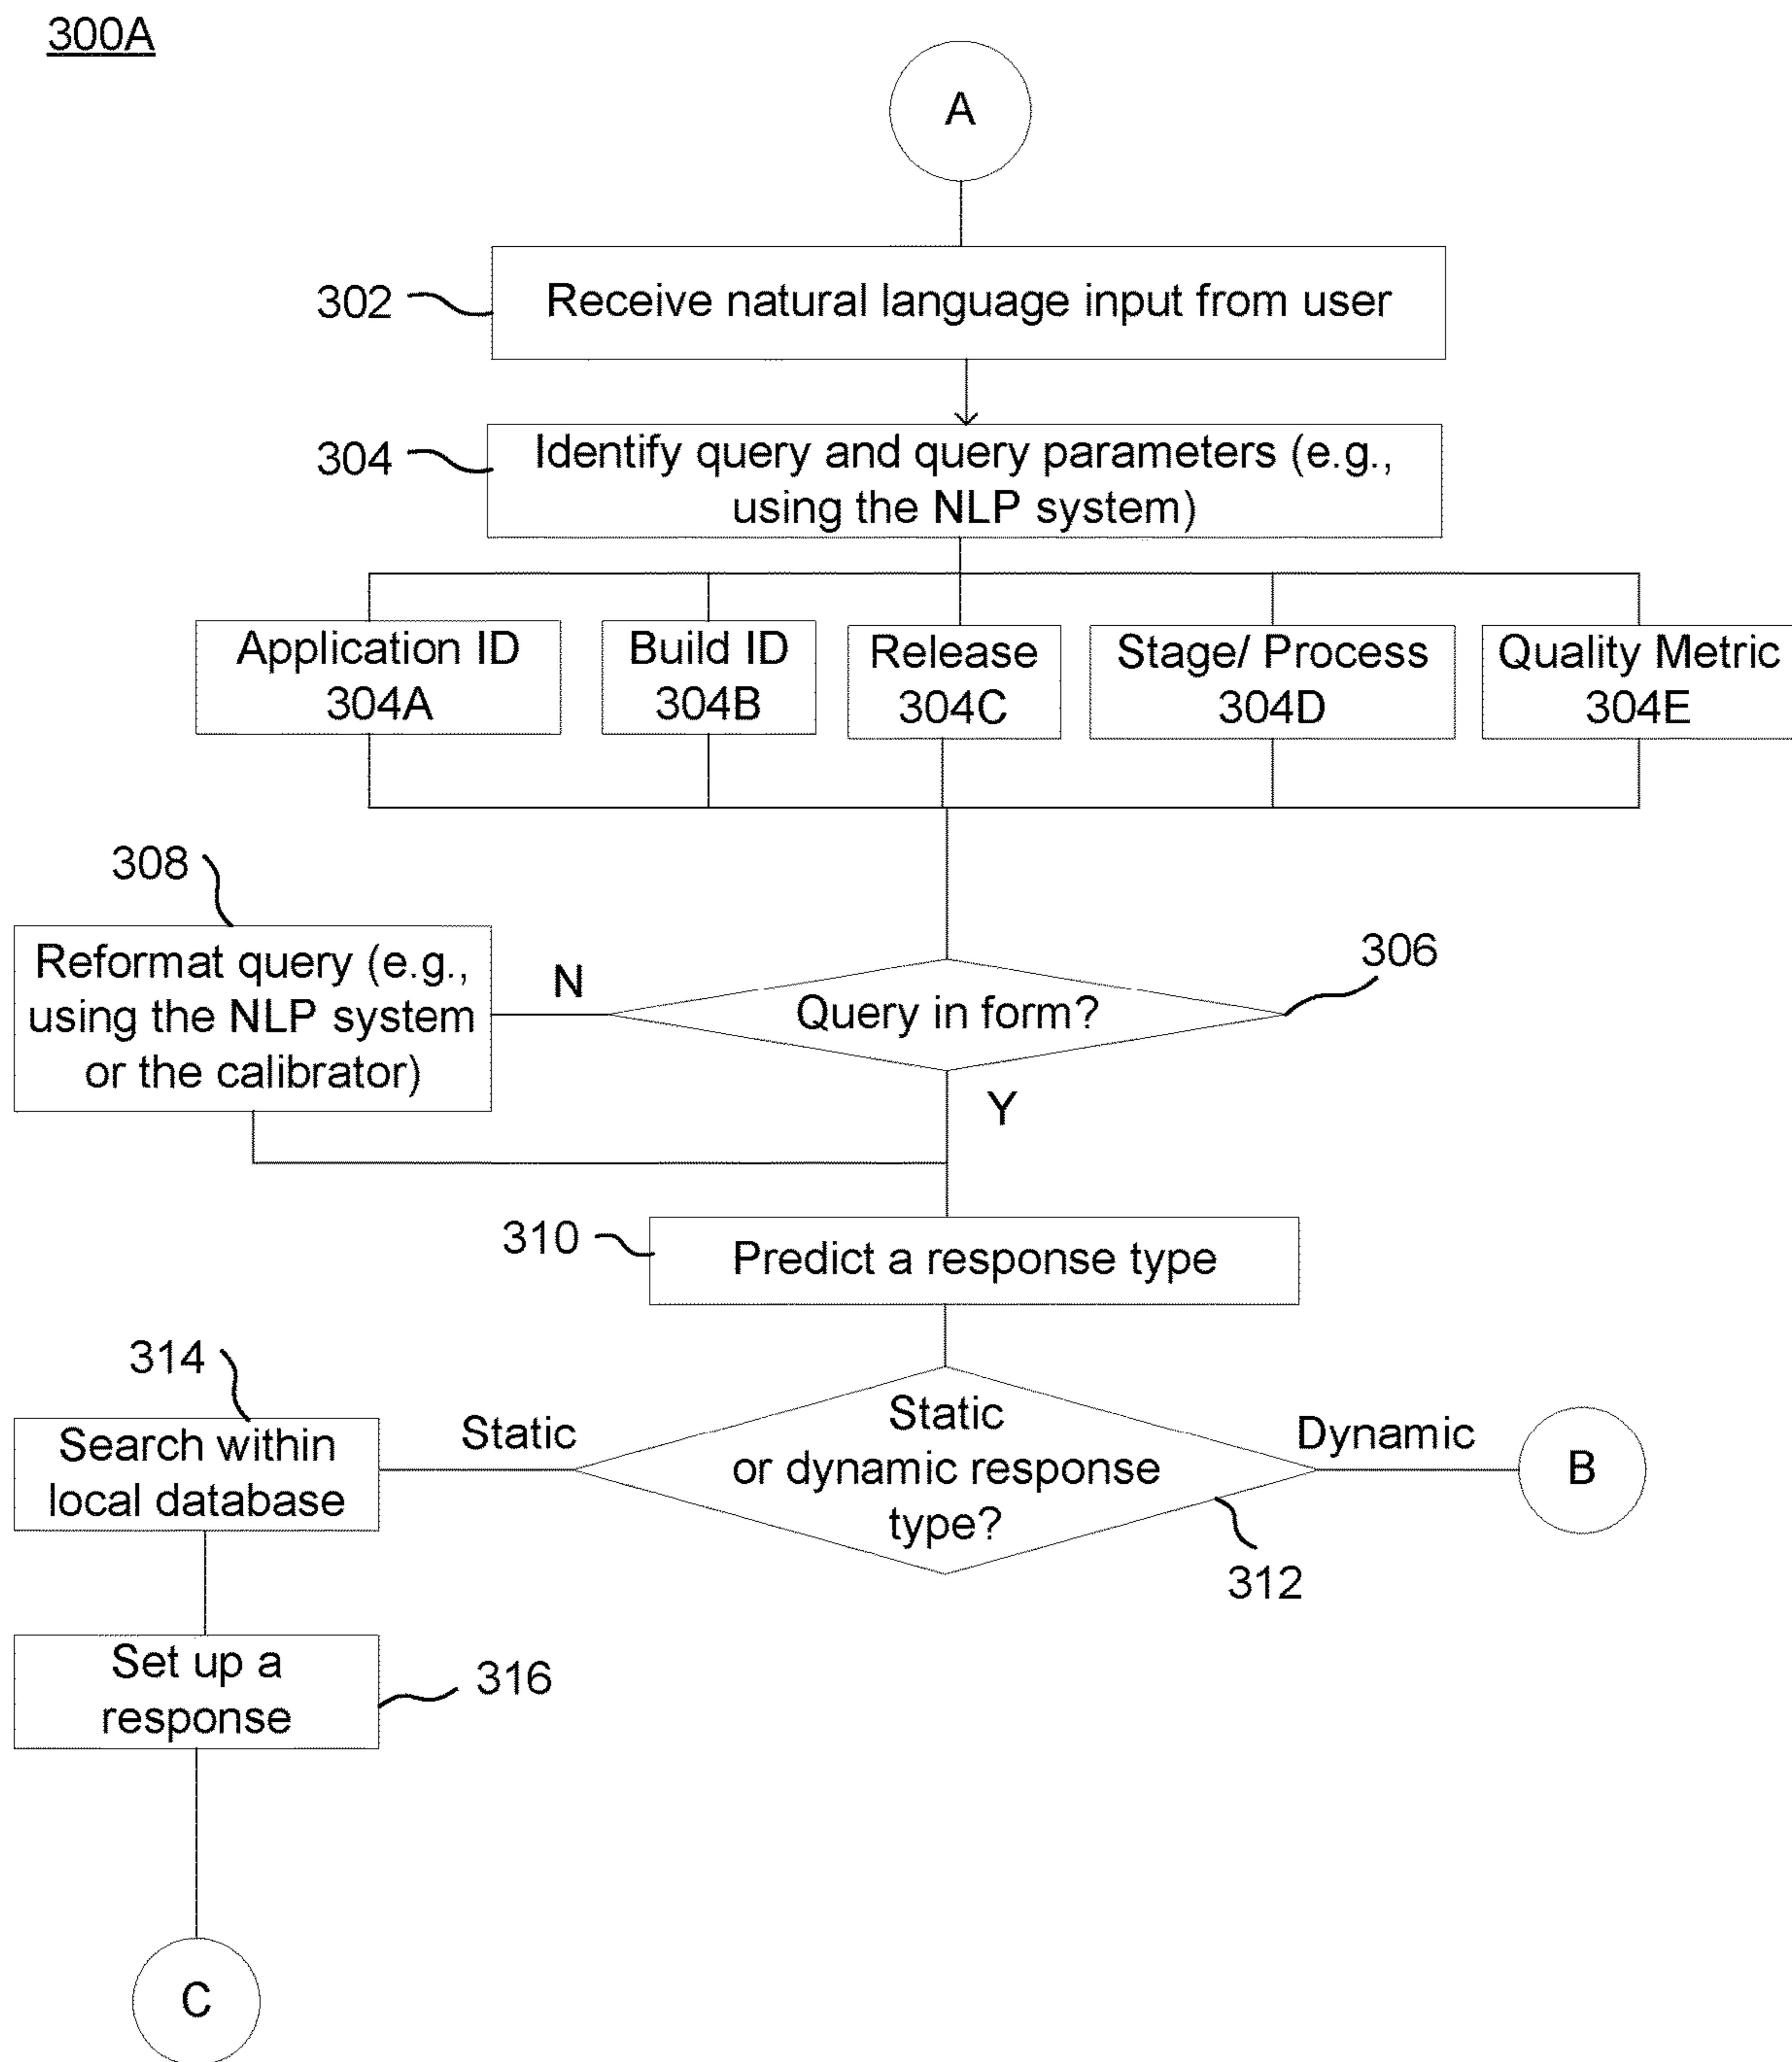 300A
A
302
Receive natural language input from user
304
Identify query and query parameters (e.g.,
using the NLP system)
Application ID
304A
Build ID
304B
Release
304C
Stage/ Process
304D
Quality Metric
304E
308
Reformat query (e.g.,
using the NLP system
or the calibrator)
N
Query in form?
306
Y
310
Predict a response type
314
Search within
local database
Static
Static
or dynamic response
type?
Dynamic
B
312
Set up a
response
316
C